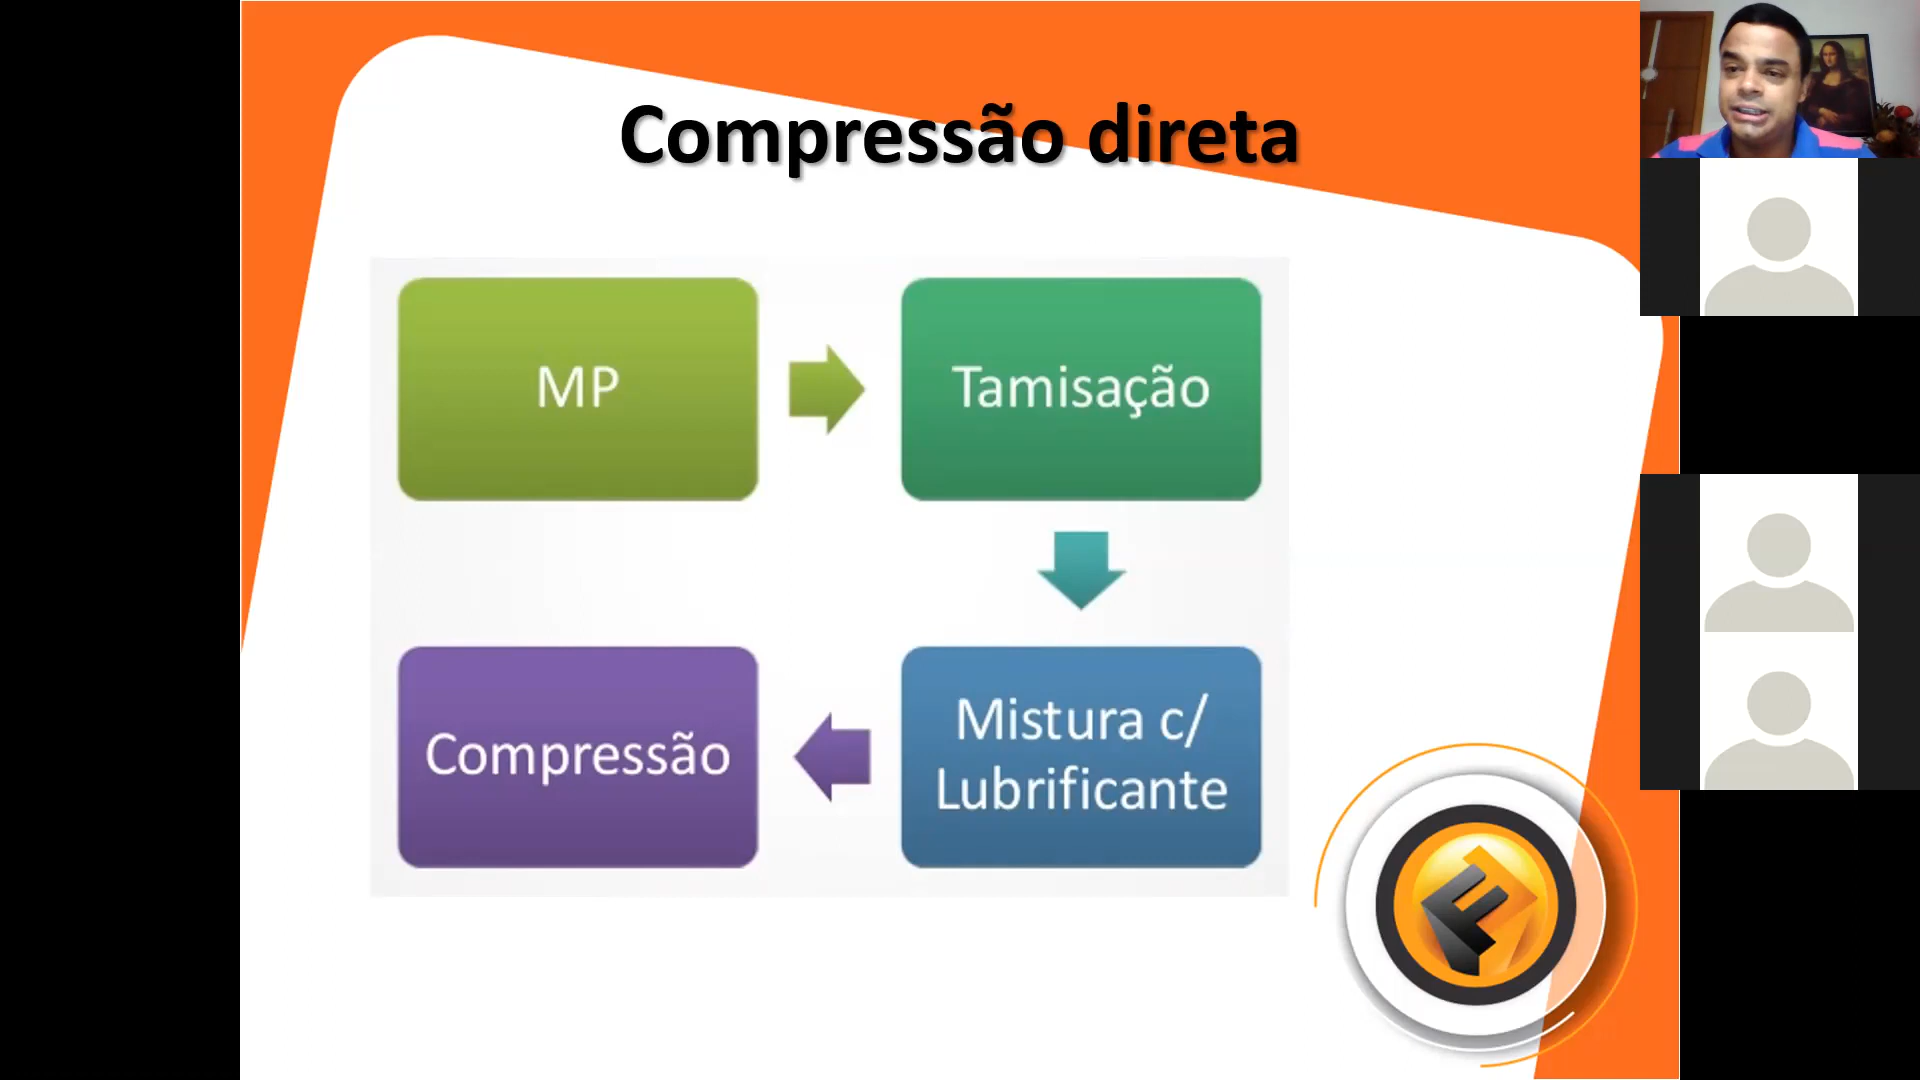 Compressão direta
MP
Tamisação
Mistura c/
Lubrificante
Compressão